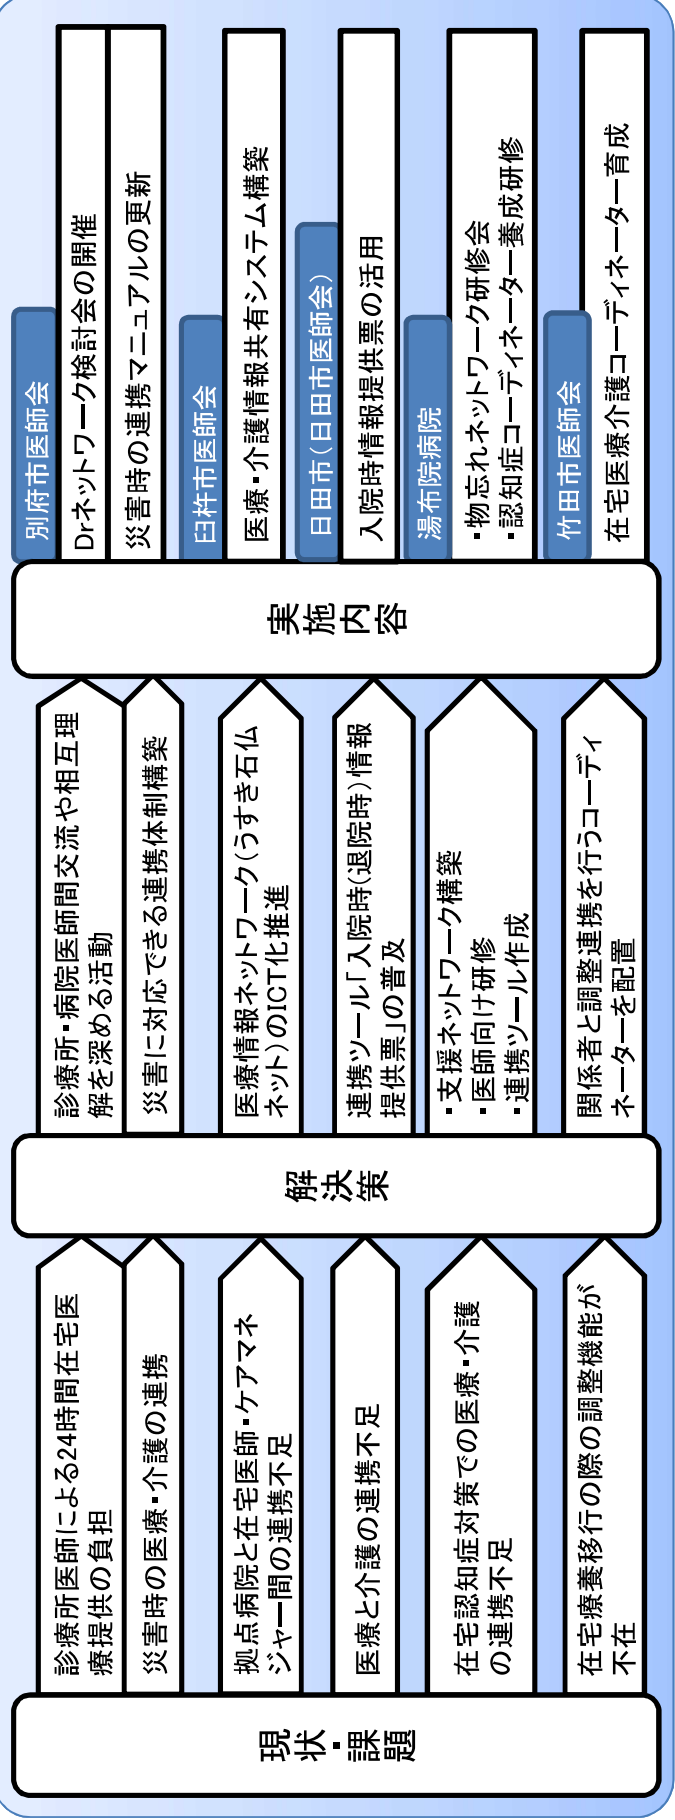 現状・課題
診療所医師による24時間在宅医
療提供の負担
災害時の医療・介護の連携
拠点病院と在宅医師・ケアマネ
ジャー間の連携不足
医療と介護の連携不足
在宅認知症対策での医療・介護
の連携不足
在宅療養移行の際の調整機能が
不在
解決策
診療所・病院医師間交流や相互理
解を深める活動
災害に対応できる連携体制構築
医療情報ネットワーク(うすき石仏
ネット)のICT化推進
連携ツール「入院時(退院時)情報
提供票」の普及
・支援ネットワーク構築
・医師向け研修
・連携ツール作成
関係者と調整連携を行うコーディ
ネーターを配置
実施内容
別府市医師会
Drネットワーク検討会の開催
災害時の連携マニュアルの更新
臼杵市医師会
医療・介護情報共有システム構築
日田市(日田市医師会)
入院時情報提供票の活用
湯布院病院
・物忘れネットワーク研修会
・認知症コーディネーター養成研修
竹田市医師会
在宅医療介護コーディネーター育成